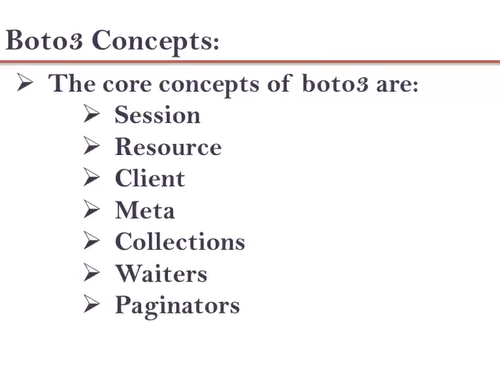 Boto3 Concepts:
➢ The core concepts of boto3 are:
➢ Session
➢ Resource
➢ Client
➢ Meta
➢ Collections
➢ Waiters
➢ Paginators